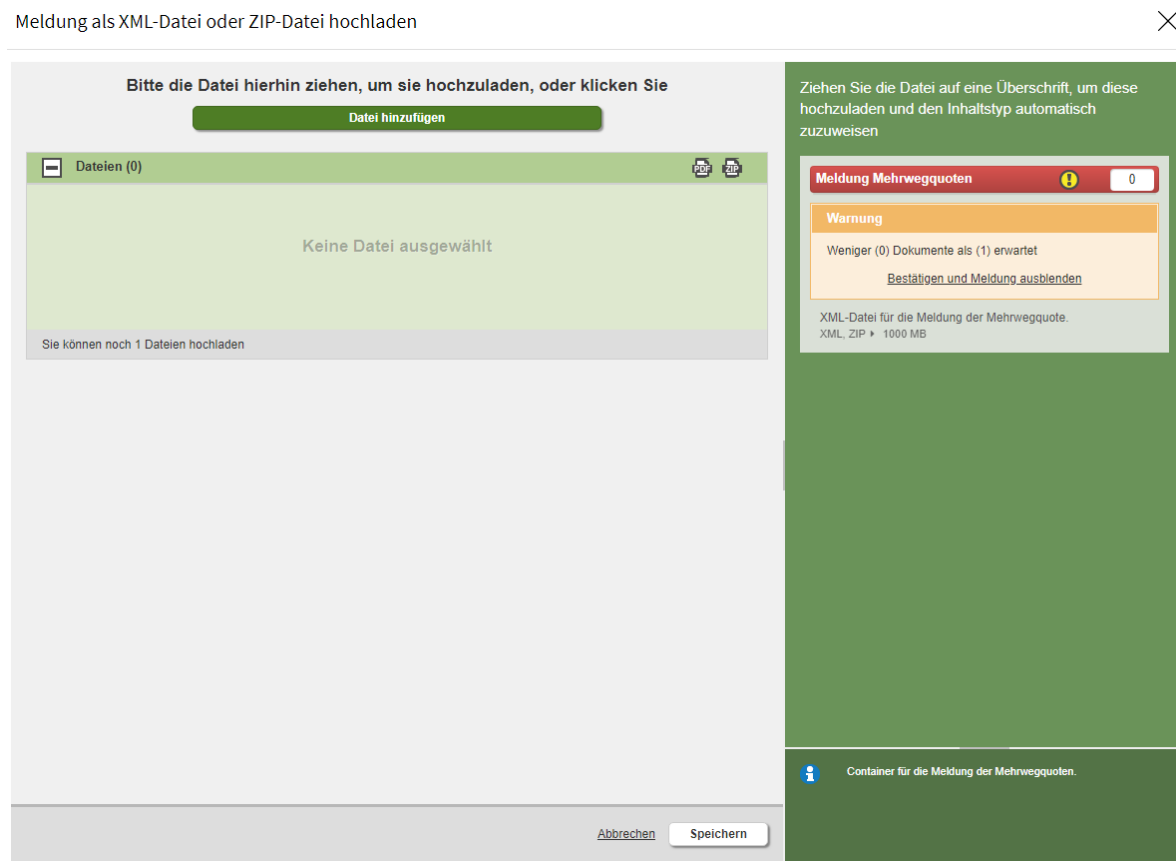 Meldung als XML-Datei oder ZIP-Datei hochladen
Bitte die Datei hierhin ziehen, um sie hochzuladen, oder klicken Sie
Datei hinzufügen
Dateien (0)
PDF
ZIP
Keine Datei ausgewählt
Sie können noch 1 Dateien hochladen
Abbrechen
Speichern
Ziehen Sie die Datei auf eine Überschrift, um diese
hochzuladen und den Inhaltstyp automatisch
zuzuweisen
Meldung Mehrwegquoten
0
Warnung
Weniger (0) Dokumente als (1) erwartet
Bestätigen und Meldung ausblenden
XML-Datei für die Meldung der Mehrwegquote.
XML, ZIP 1000 MB
Container für die Meldung der Mehrwegquoten.